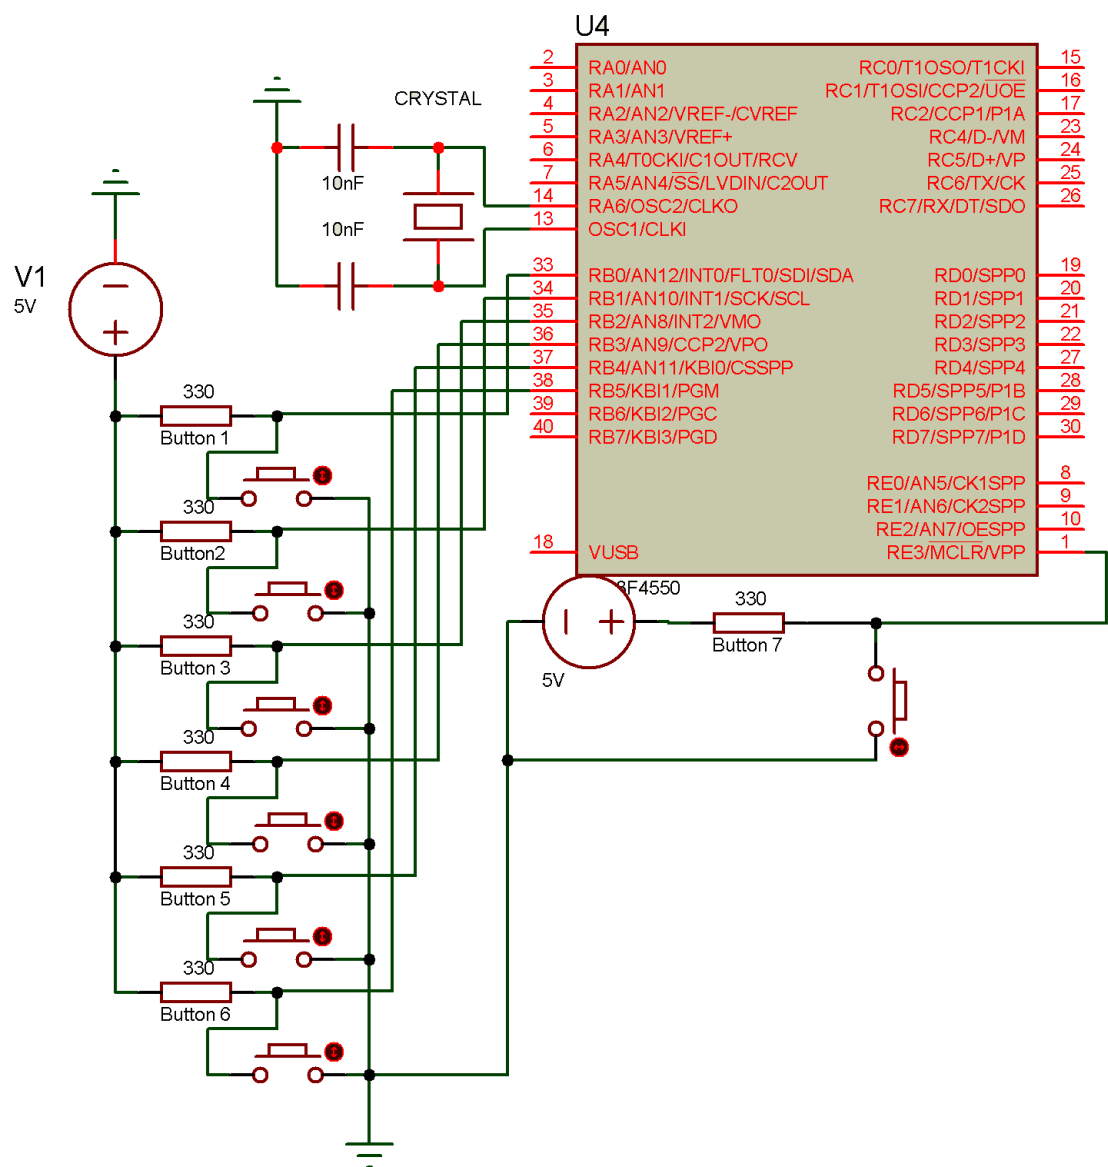 U4
CRYSTAL
10nF
10nF
V1
5V
2 RA0/AN0
3 RA1/AN1
4 RA2/AN2/VREF-/CVREF
5 RA3/AN3/VREF+
6 RA4/T0CKI/C1OUT/RCV
7 RA5/AN4/SS/LVDIN/C2OUT
14 RA6/OSC2/CLKO
13 OSC1/CLKI
33 RB0/AN12/INT0/FLT0/SDI/SDA
34 RB1/AN10/INT1/SCK/SCL
35 RB2/AN8/INT2/VMO
36 RB3/AN9/CCP2/VPO
37 RB4/AN11/KBI0/CSSPP
38 RB5/KBI1/PGM
39 RB6/KBI2/PGC
40 RB7/KBI3/PGD
18 VUSB
RC0/T1OSO/T1CKI 15
RC1/T1OSI/CCP2/UOE 16
RC2/CCP1/P1A 17
RC4/D-/VM 23
RC5/D+/VP 24
RC6/TX/CK 25
RC7/RX/DT/SDO 26
RD0/SPP0 19
RD1/SPP1 20
RD2/SPP2 21
RD3/SPP3 22
RD4/SPP4 27
RD5/SPP5/P1B 28
RD6/SPP6/P1C 29
RD7/SPP7/P1D 30
RE0/AN5/CK1SPP 8
RE1/AN6/CK2SPP 9
RE2/AN7/OESPP 10
RE3/MCLR/VPP 1
330
Button 1
330
Button2
330
Button 3
330
Button 4
330
Button 5
330
Button 6
5V
330
Button 7